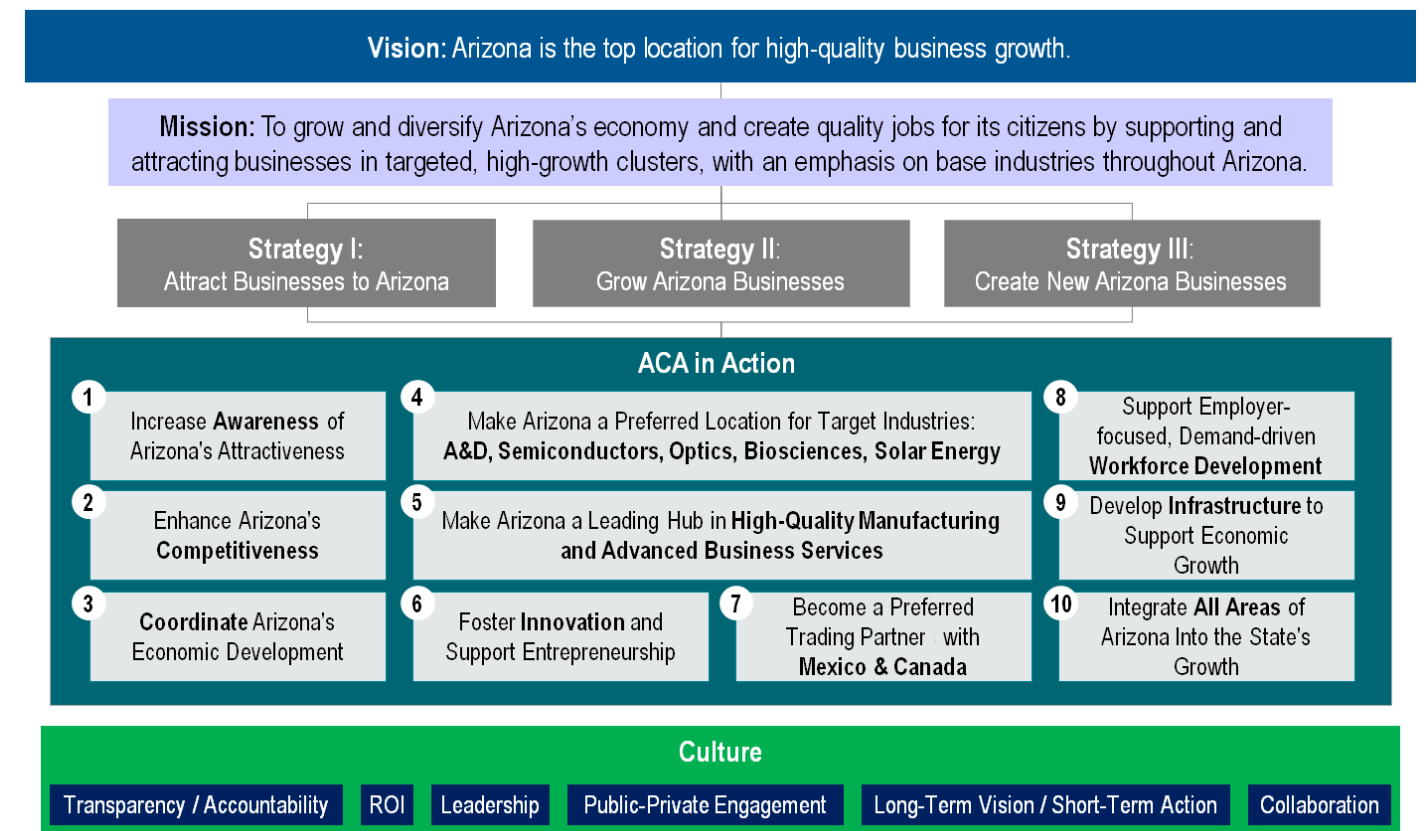 Vision: Arizona is the top location for high-quality business growth.
Mission: To grow and diversify Arizona's economy and create quality jobs for its citizens by supporting and
attracting businesses in targeted, high-growth clusters, with an emphasis on base industries throughout Arizona.
Strategy I:
Attract Businesses to Arizona
Strategy II:
Grow Arizona Businesses
Strategy III:
Create New Arizona Businesses
ACA in Action
1
Increase Awareness of
Arizona's Attractiveness
2
Enhance Arizona's
Competitiveness
3
Coordinate Arizona's
Economic Development
4
Make Arizona a Preferred Location for Target Industries:
A&D, Semiconductors, Optics, Biosciences, Solar Energy
5
Make Arizona a Leading Hub in High-Quality Manufacturing
and Advanced Business Services
6
Foster Innovation and
Support Entrepreneurship
7
Become a Preferred
Trading Partner with
Mexico & Canada
8
Support Employer-
focused, Demand-driven
Workforce Development
9
Develop Infrastructure to
Support Economic
Growth
10
Integrate All Areas of
Arizona Into the State's
Growth
Culture
Transparency / Accountability
ROI
Leadership
Public-Private Engagement
Long-Term Vision / Short-Term Action
Collaboration